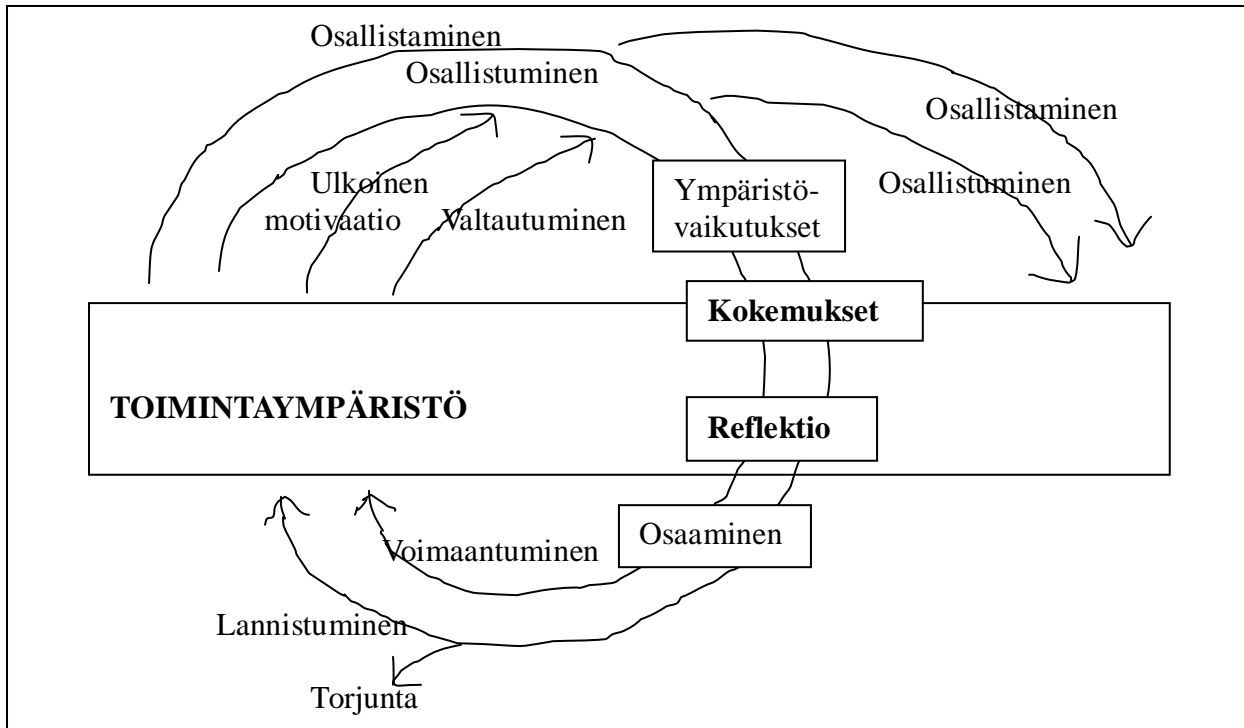 Osallistaminen
Osallistuminen
Osallistaminen
Ulkoinen
motivaatio
Valtautuminen
Ympäristö-
vaikutukset
Osallistuminen
Kokemukset
TOIMINTAYMPÄRISTÖ
Reflektio
Osaaminen
Voimaantuminen
Lannistuminen
Torjunta